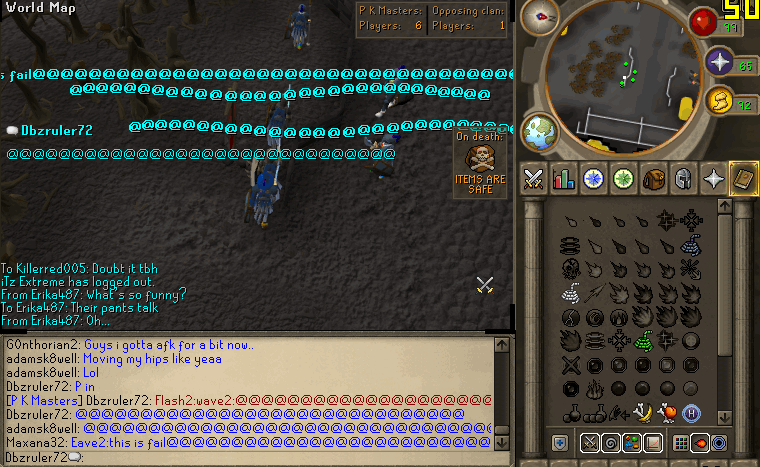 World Map
P K Masters: Opposing clan:
Players: 6 Players: 1
50
99
65
92
s fail@@@@@@@@@@@@@@@@@@@@@@@@@@@@@@@@@@@@@
@@@@@@@@@@@@@@@@@@@@@@@@@@@@@@@
Dbzruler72 @@@@@@@@@@@@@@@@@@@@@@@@@@@@
@@@@@@@@@@@@@@@@@@@@@@@@@@@@@
On death:
ITEMS ARE
SAFE
To Killerred005: Doubt it tbh
iTz Extreme has logged out.
From Erika487: What's so funny?
To Erika487: Their pants talk
From Erika487: Oh...
G0nthorian2: Guys i gotta afk for a bit now..
adamsk8well: Moving my hips like yeaa
adamsk8well: Lol
Dbzruler72: P in
[P K Masters] Dbzruler72: Flash2:wave2:@@@@@@@@@@@@@@@@@@@
Dbzruler72: @@@@@@@@@@@@@@@@@@@@@@@@@@@@@
adamsk8well: @@@@@@@@@@@@@@@@@@@@@@@@@@@@@@
Maxana32: Eave2:this is fail@@@@@@@@@@@@@@@@@@@@@@@@
Dbzruler72:
H